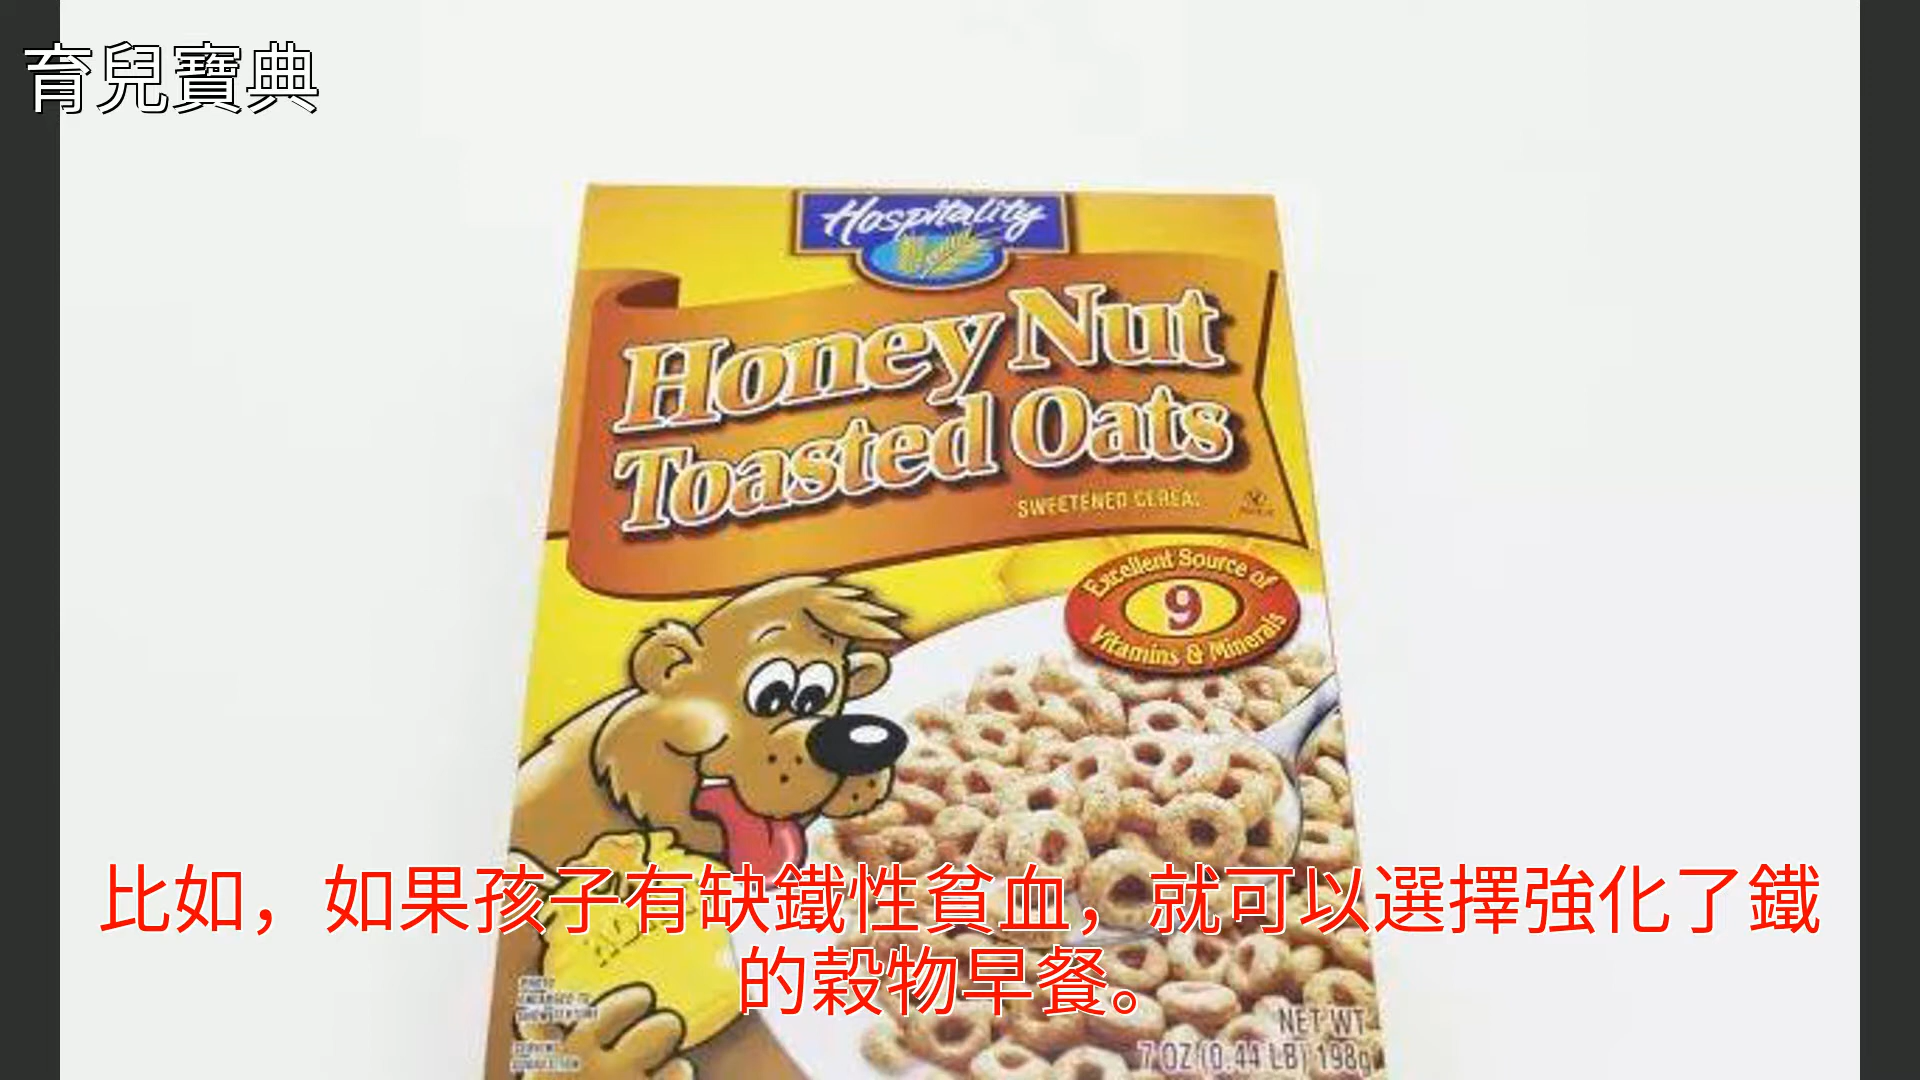 育兒寶典
Hospitality
Honey Nut
Toasted Oats
SWEETENED CEREAL
Excellent Source of
9
Vitamins & Minerals
比如，如果孩子有缺鐵性貧血，就可以選擇強化了鐵
的穀物早餐。
NET WT
7 OZ (0.44 LB) 198g